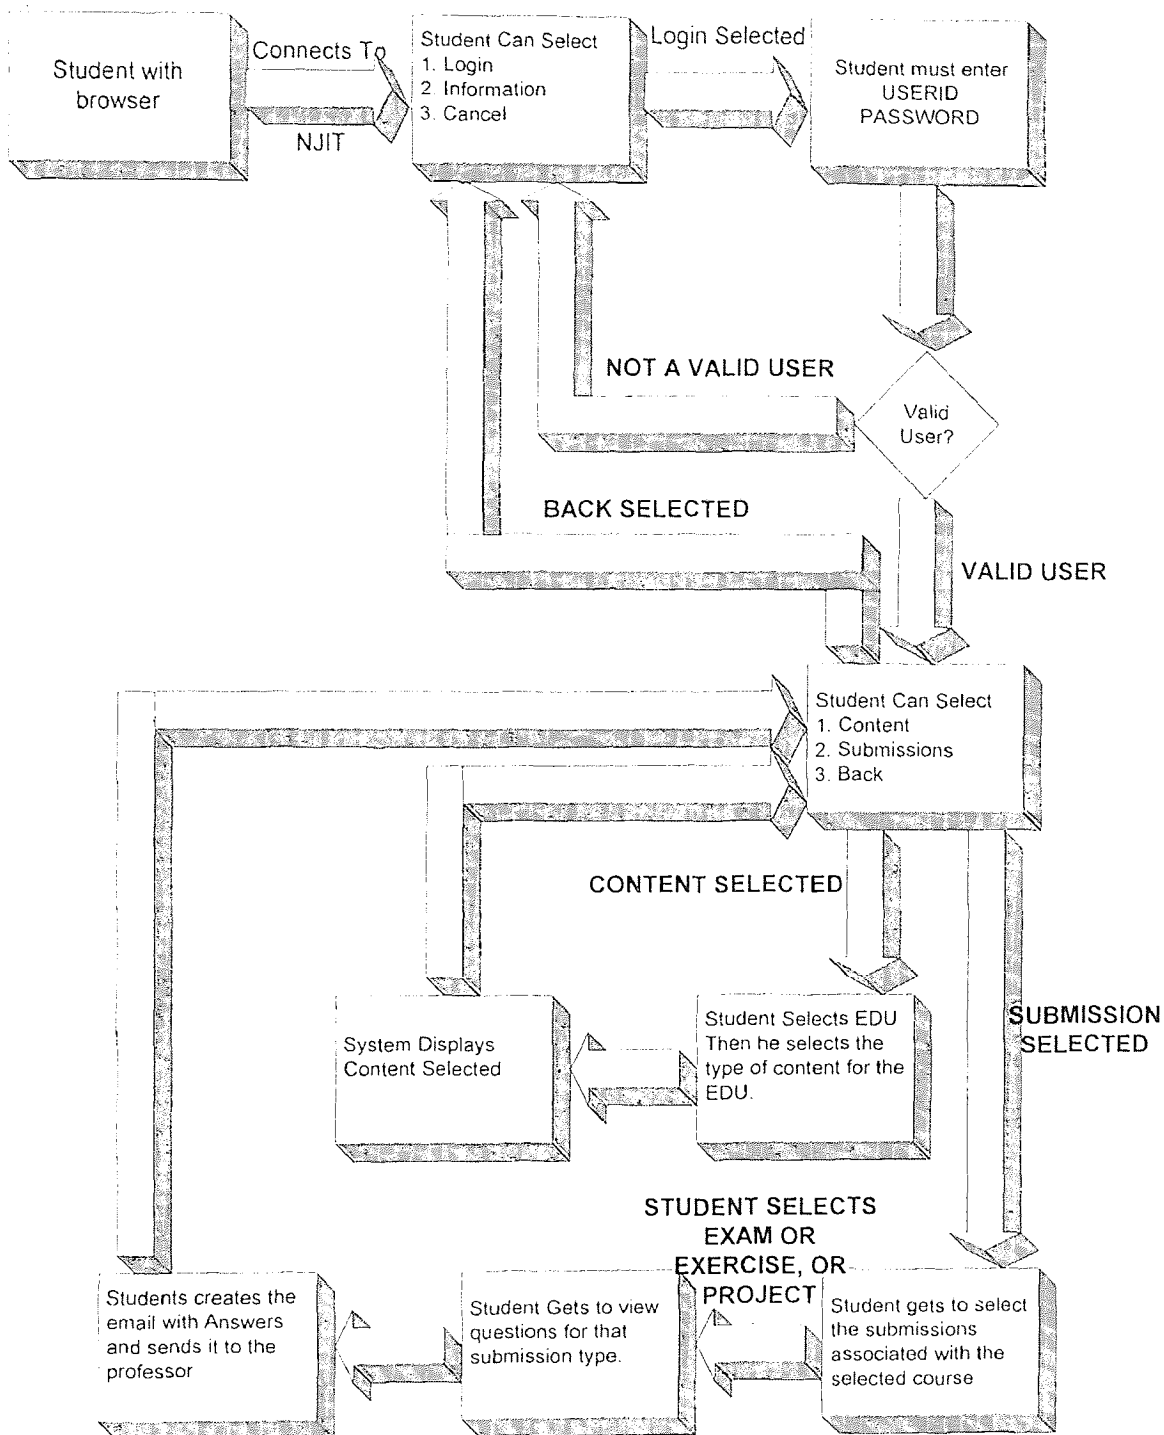 Student with
browser
Connects To
NJIT
Student Can Select
1. Login
2. Information
3. Cancel
Login Selected
Student must enter
USERID
PASSWORD
NOT A VALID USER
Valid
User?
BACK SELECTED
VALID USER
Student Can Select
1. Content
2. Submissions
3. Back
CONTENT SELECTED
SUBMISSION
SELECTED
System Displays
Content Selected
Student Selects EDU
Then he selects the
type of content for the
EDU.
STUDENT SELECTS
EXAM OR
EXERCISE, OR
PROJECT
Students creates the
email with Answers
and sends it to the
professor
Student Gets to view
questions for that
submission type.
Student gets to select
the submissions
associated with the
selected course